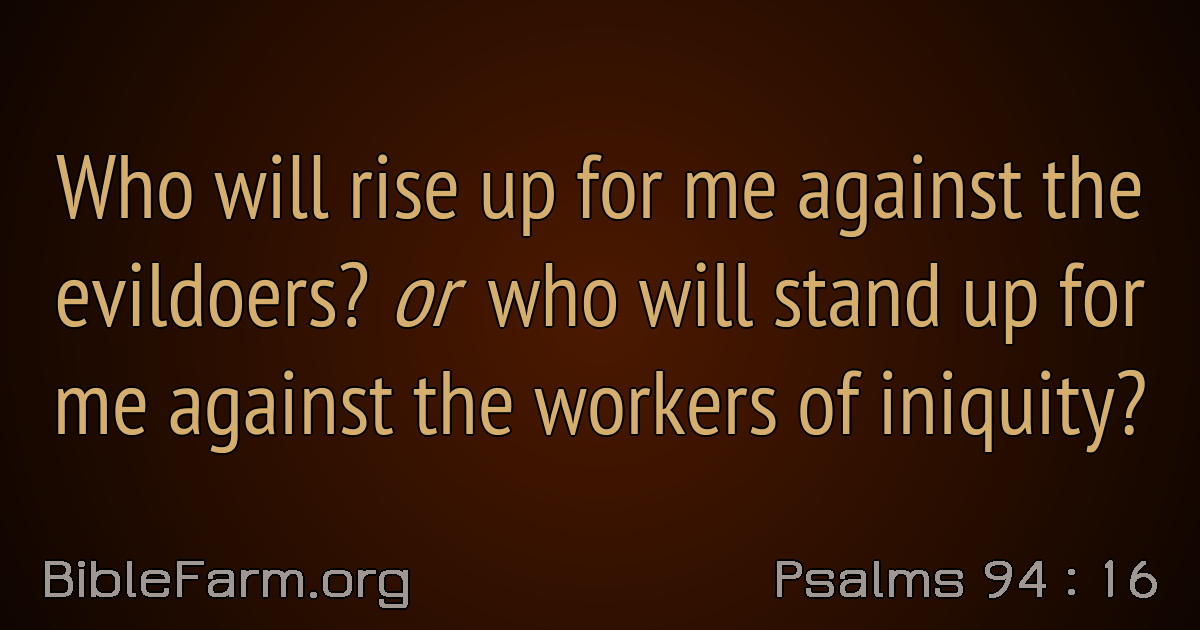 Who will rise up for me against the
evildoers? or who will stand up for
me against the workers of iniquity?
BibleFarm.org
Psalms 94 : 16